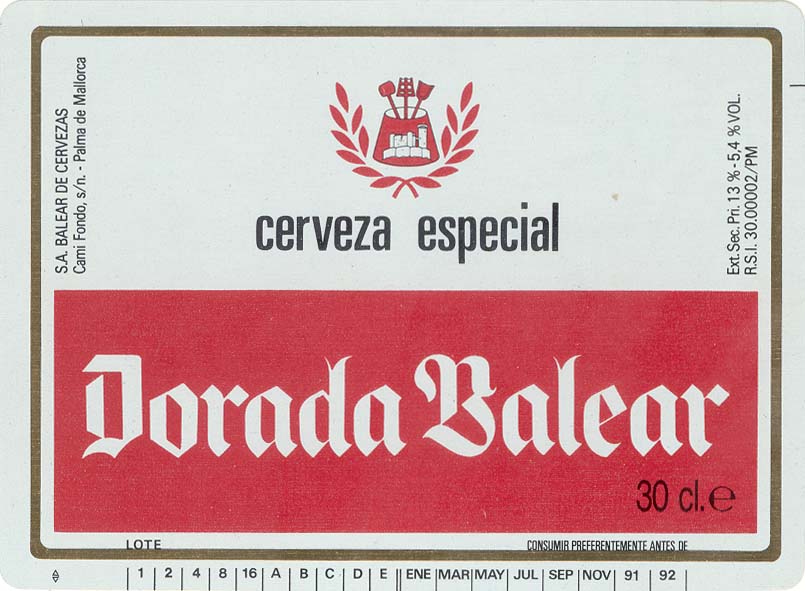 S.A. BALEAR DE CERVEZAS
Cami Fondo, s/n. - Palma de Mallorca
cerveza especial
Ext. Sec. Pri. 13 % - 5,4 % VOL.
R.S.I. 30.00002/PM
Dorada Balear
30 cl. ℮
LOTE
CONSUMIR PREFERENTEMENTE ANTES DE
1 2 4 8 16 A B C D E ENE MAR MAY JUL SEP NOV 91 92